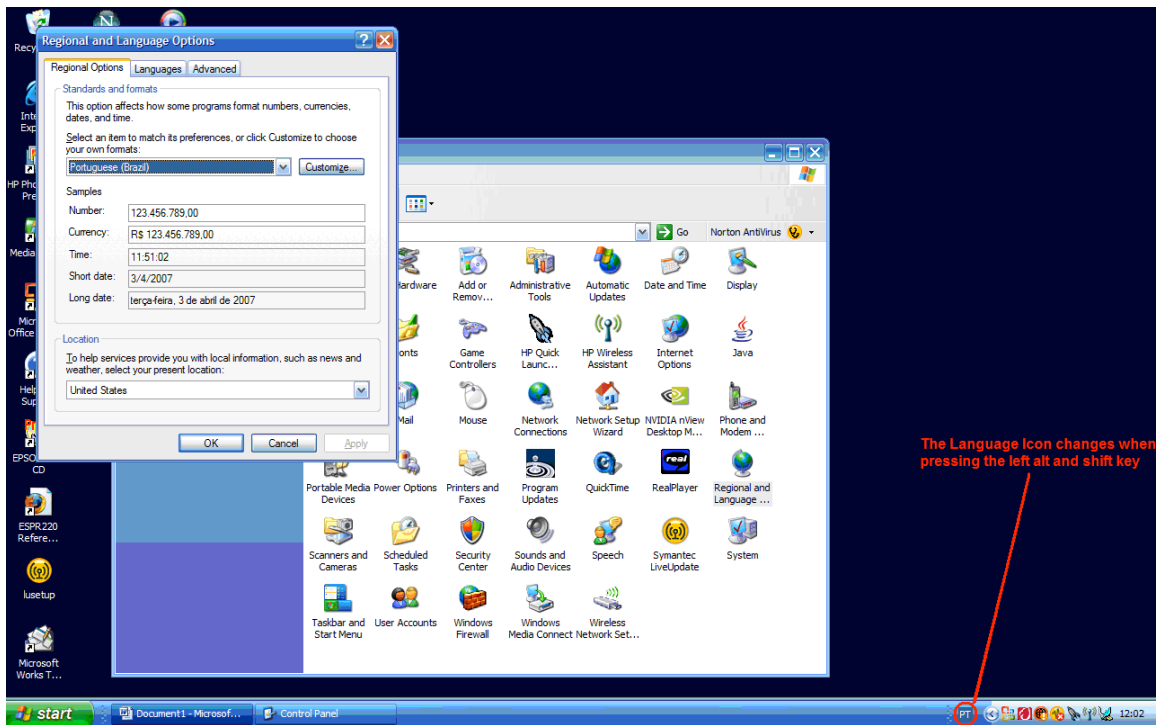 Recy
N
Regional and Language Options
Regional Options
Languages
Advanced
Standards and formats
This option affects how some programs format numbers, currencies,
dates, and time.
Select an item to match its preferences, or click Customize to choose
your own formats:
Portuguese (Brazil)
Customize...
Samples
Number:
123.456.789,00
Currency:
R$ 123.456.789,00
Time:
11:51:02
Short date:
3/4/2007
Long date:
terça-feira, 3 de abril de 2007
Location
To help services provide you with local information, such as news and
weather, select your present location:
United States
OK
Cancel
Apply
Inte
Exp
HP Pho
Pre
Media
Micr
Office
Help
Sup
EPSO
CD
ESPR220
Refere...
lusetup
Microsoft
Works T...
Go
Norton AntiVirus
Hardware
Add or
Remov...
Administrative
Tools
Automatic
Updates
Date and Time
Display
onts
Game
Controllers
HP Quick
Launc...
HP Wireless
Assistant
Internet
Options
Java
Mail
Mouse
Network
Connections
Network Setup
Wizard
NVIDIA nView
Desktop M...
Phone and
Modem ...
real
Portable Media
Devices
Power Options
Printers and
Faxes
Program
Updates
QuickTime
RealPlayer
Regional and
Language ...
Scanners and
Cameras
Scheduled
Tasks
Security
Center
Sounds and
Audio Devices
Speech
Symantec
LiveUpdate
System
Taskbar and
Start Menu
User Accounts
Windows
Firewall
Windows
Media Connect
Wireless
Network Set...
The Language Icon changes when
pressing the left alt and shift key
start
Document1 - Microsof...
Control Panel
PT
12:02